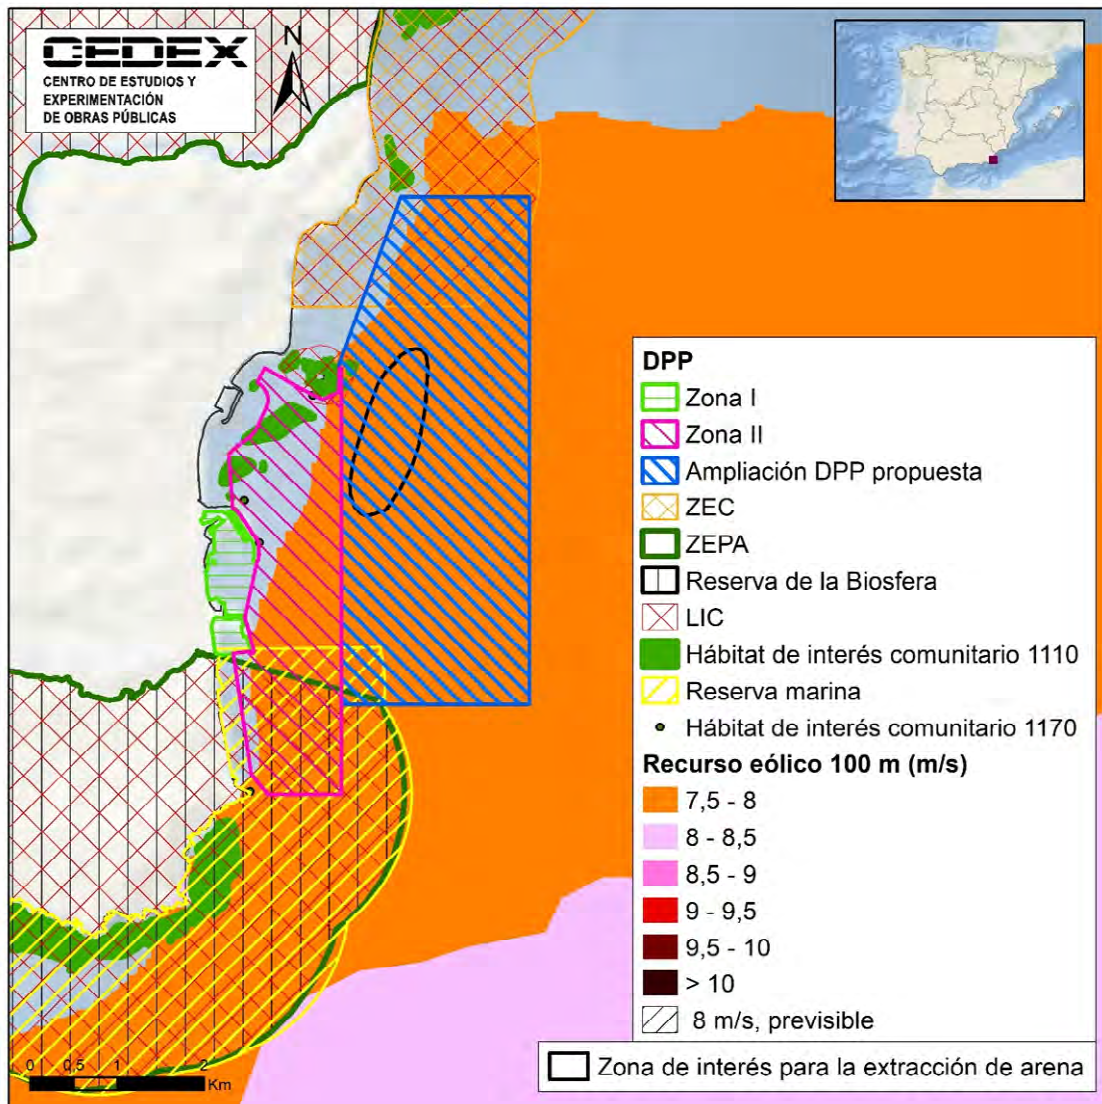 CEDEX
CENTRO DE ESTUDIOS Y
EXPERIMENTACIÓN
DE OBRAS PÚBLICAS
N
DPP
Zona I
Zona II
Ampliación DPP propuesta
ZEC
ZEPA
Reserva de la Biosfera
LIC
Hábitat de interés comunitario 1110
Reserva marina
Hábitat de interés comunitario 1170
Recurso eólico 100 m (m/s)
7,5 - 8
8 - 8,5
8,5 - 9
9 - 9,5
9,5 - 10
> 10
8 m/s, previsible
Zona de interés para la extracción de arena
0 0,5 1 2
Km